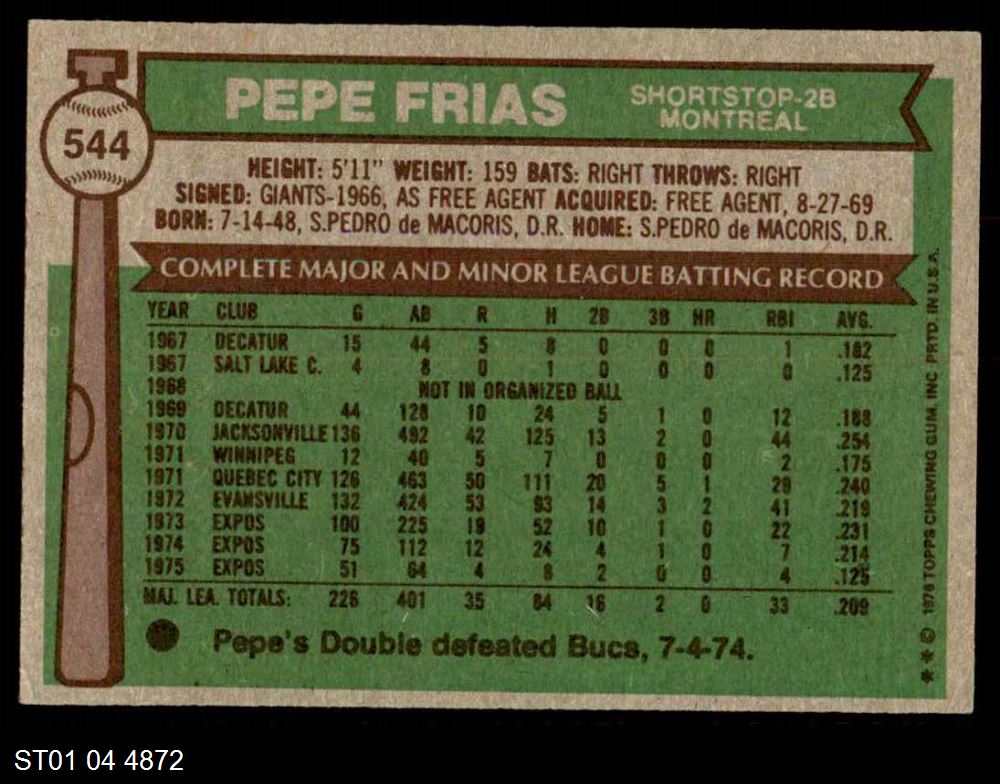 544
PEPE FRIAS
SHORTSTOP-2B
MONTREAL
HEIGHT: 5'11" WEIGHT: 159 BATS: RIGHT THROWS: RIGHT
SIGNED: GIANTS-1966, AS FREE AGENT ACQUIRED: FREE AGENT, 8-27-69
BORN: 7-14-48, S.PEDRO de MACORIS, D.R. HOME: S.PEDRO de MACORIS, D.R.
COMPLETE MAJOR AND MINOR LEAGUE BATTING RECORD
YEAR CLUB G AB R H 2B 3B HR RBI AVG.
1967 DECATUR 15 44 5 8 0 0 0 1 .182
1967 SALT LAKE C. 4 8 0 1 0 0 0 0 .125
1968 NOT IN ORGANIZED BALL
1969 DECATUR 44 128 10 24 5 1 0 12 .188
1970 JACKSONVILLE 136 492 42 125 13 2 0 44 .254
1971 WINNIPEG 12 40 5 7 0 0 0 2 .175
1971 QUEBEC CITY 126 463 50 111 20 5 1 29 .240
1972 EVANSVILLE 132 424 53 93 14 3 2 41 .219
1973 EXPOS 100 225 19 52 10 1 0 22 .231
1974 EXPOS 75 112 12 24 4 1 0 7 .214
1975 EXPOS 51 64 4 8 2 0 0 4 .125
MAJ. LEA. TOTALS: 226 401 35 84 16 2 0 33 .209
Pepe's Double defeated Bucs, 7-4-74.
** © 1976 TOPPS CHEWING GUM, INC PRTD. IN U.S.A.
ST01 04 4872